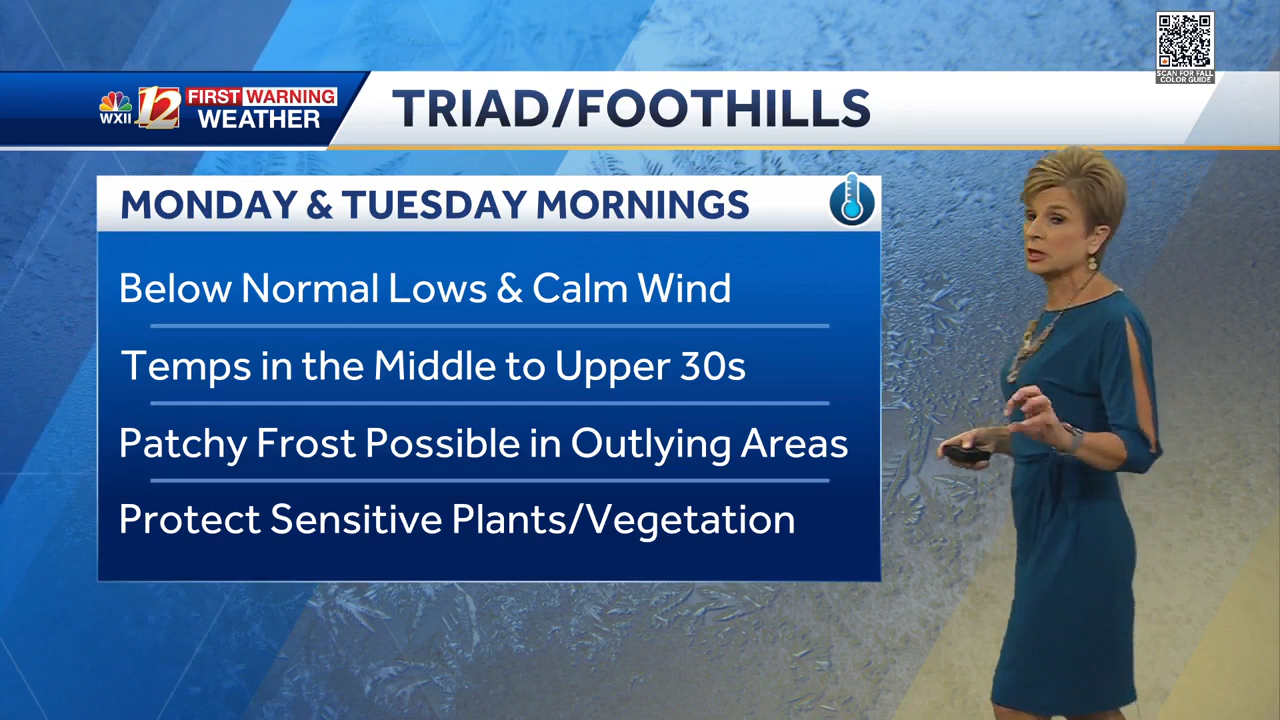 SCAN FOR FALL
COLOR GUIDE
WXII 12 FIRST WARNING
WEATHER
TRIAD/FOOTHILLS
MONDAY & TUESDAY MORNINGS
Below Normal Lows & Calm Wind
Temps in the Middle to Upper 30s
Patchy Frost Possible in Outlying Areas
Protect Sensitive Plants/Vegetation